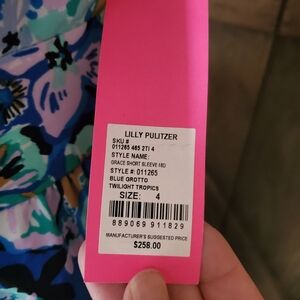 LILLY PULITZER
SKU #
011265 465 2TI 4
STYLE NAME:
GRACE SHORT SLEEVE MID
STYLE #: 011265
BLUE GROTTO
TWILIGHT TROPICS
SIZE: 4
889069 911829
MANUFACTURER'S SUGGESTED PRICE
$258.00